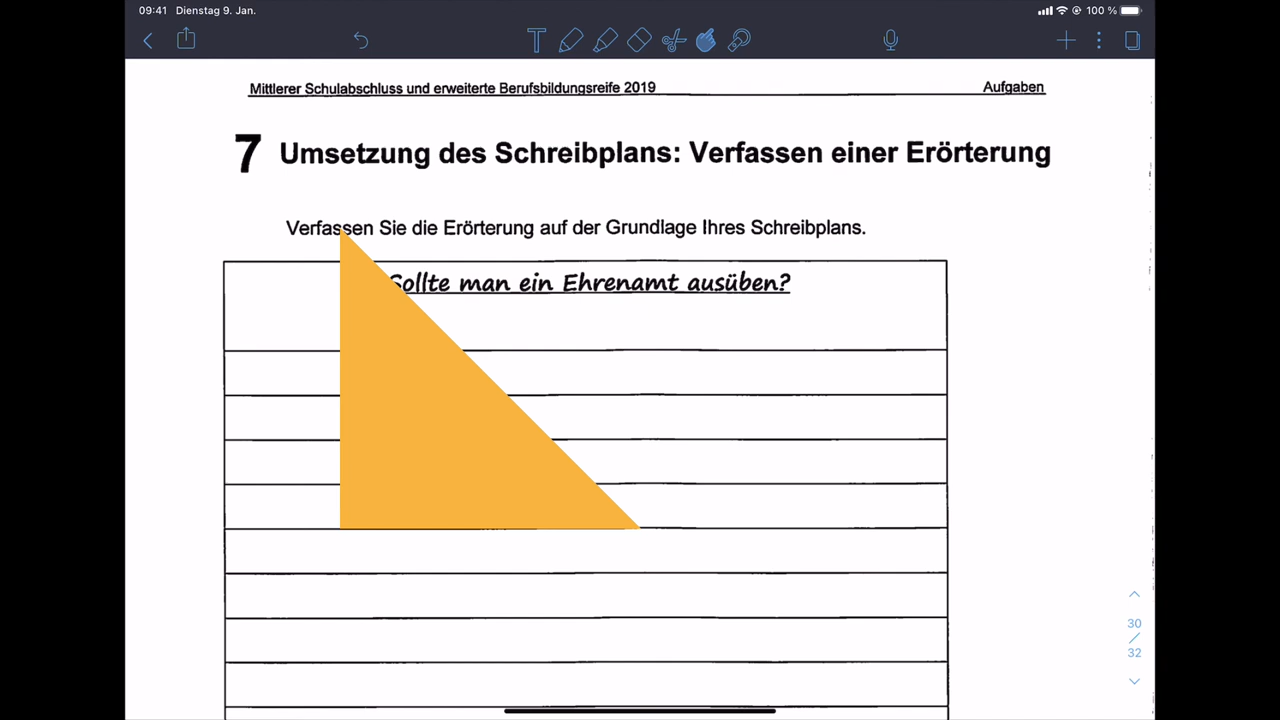 09:41 Dienstag 9. Jan. 100 %
Mittlerer Schulabschluss und erweiterte Berufsbildungsreife 2019 Aufgaben
7 Umsetzung des Schreibplans: Verfassen einer Erörterung
Verfassen Sie die Erörterung auf der Grundlage Ihres Schreibplans.
Sollte man ein Ehrenamt ausüben?
30
/
32